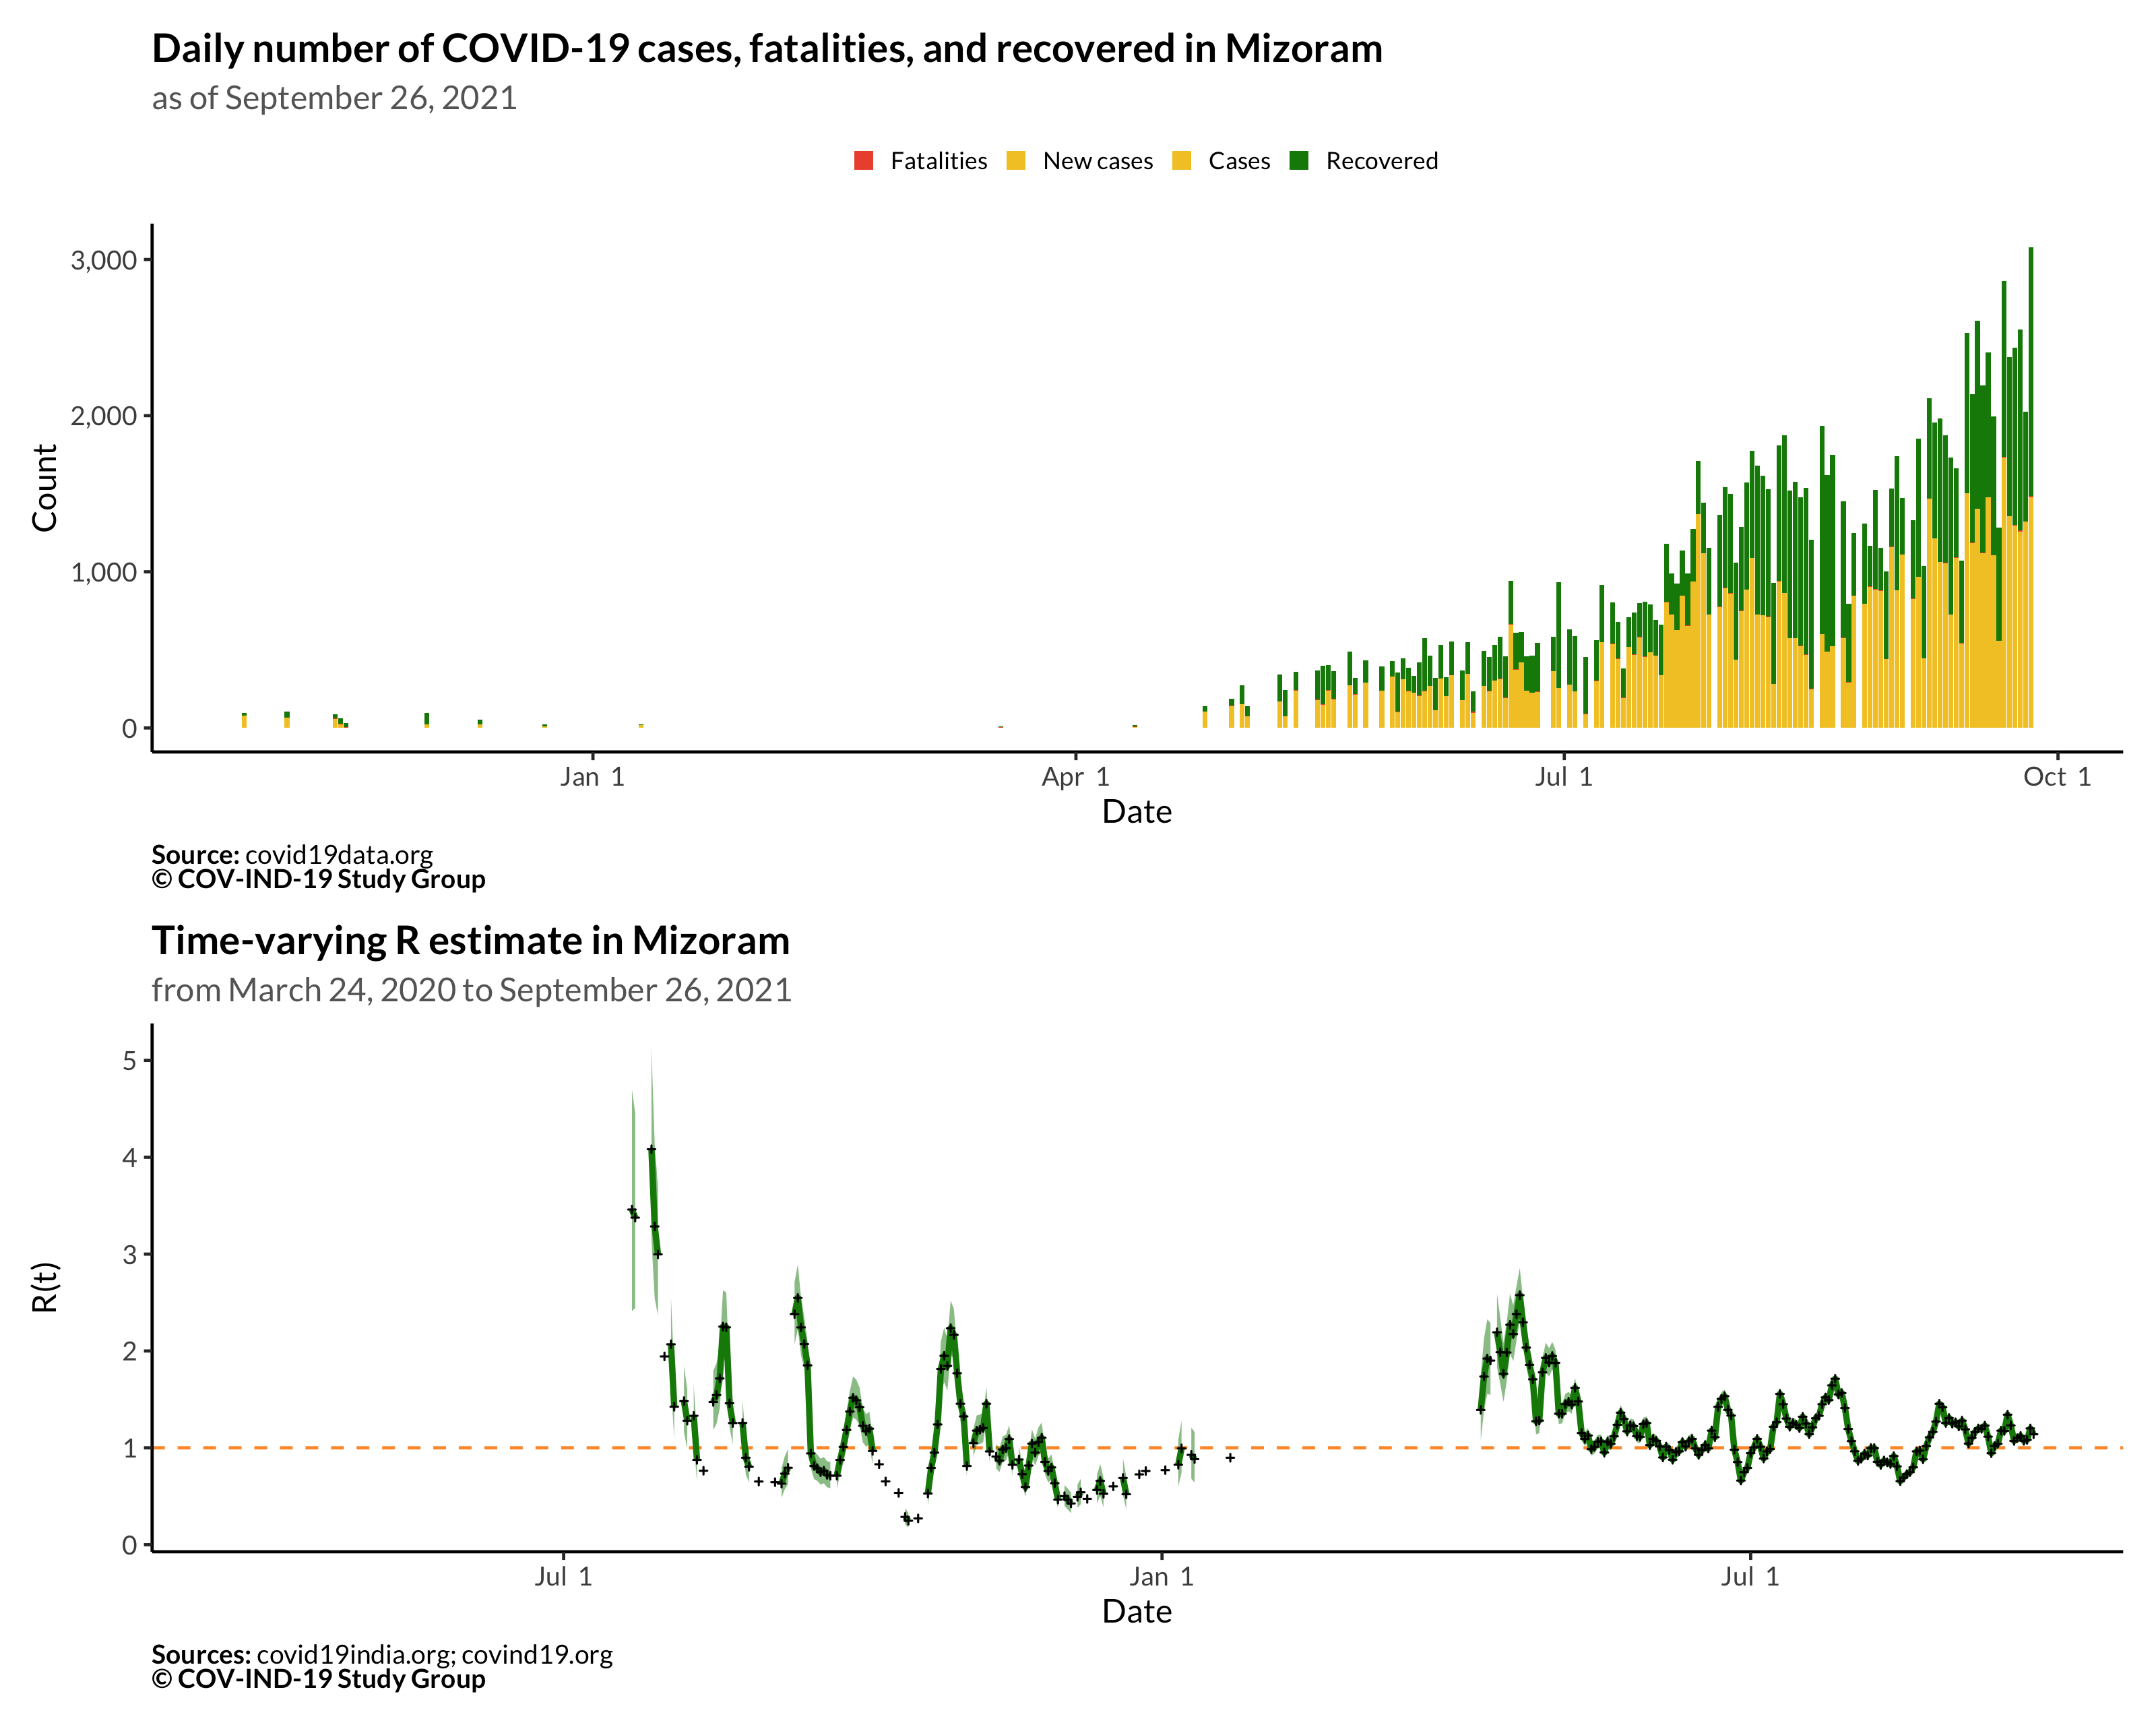 Daily number of COVID-19 cases, fatalities, and recovered in Mizoram
as of September 26, 2021
Fatalities New cases Cases Recovered
3,000
2,000
1,000
0
Count
Jan 1 Apr 1 Jul 1 Oct 1
Date
Source: covid19data.org
© COV-IND-19 Study Group
Time-varying R estimate in Mizoram
from March 24, 2020 to September 26, 2021
5
4
3
2
1
0
R(t)
Jul 1 Jan 1 Jul 1
Date
Sources: covid19india.org; covind19.org
© COV-IND-19 Study Group